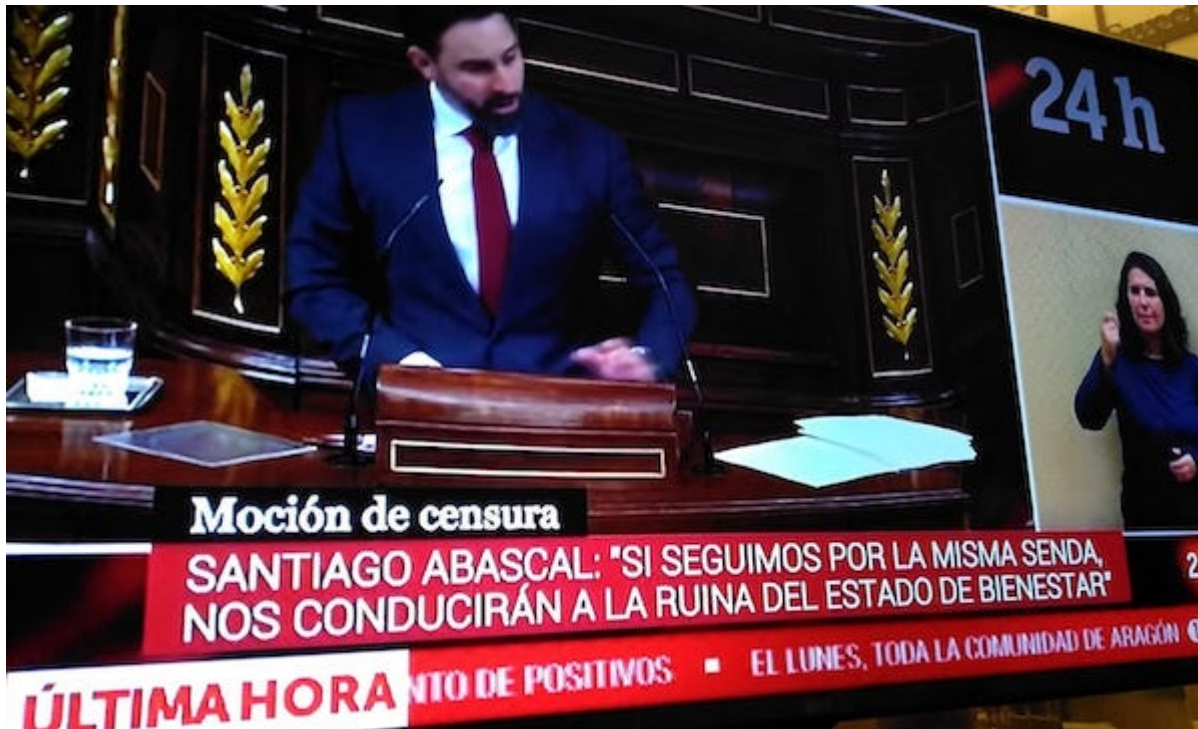 24 h
Moción de censura
SANTIAGO ABASCAL: "SI SEGUIMOS POR LA MISMA SENDA,
NOS CONDUCIRÁN A LA RUINA DEL ESTADO DE BIENESTAR"
ÚLTIMA HORA
DE POSITIVOS ▪ EL LUNES, TODA LA COMUNIDAD DE ARAGÓN